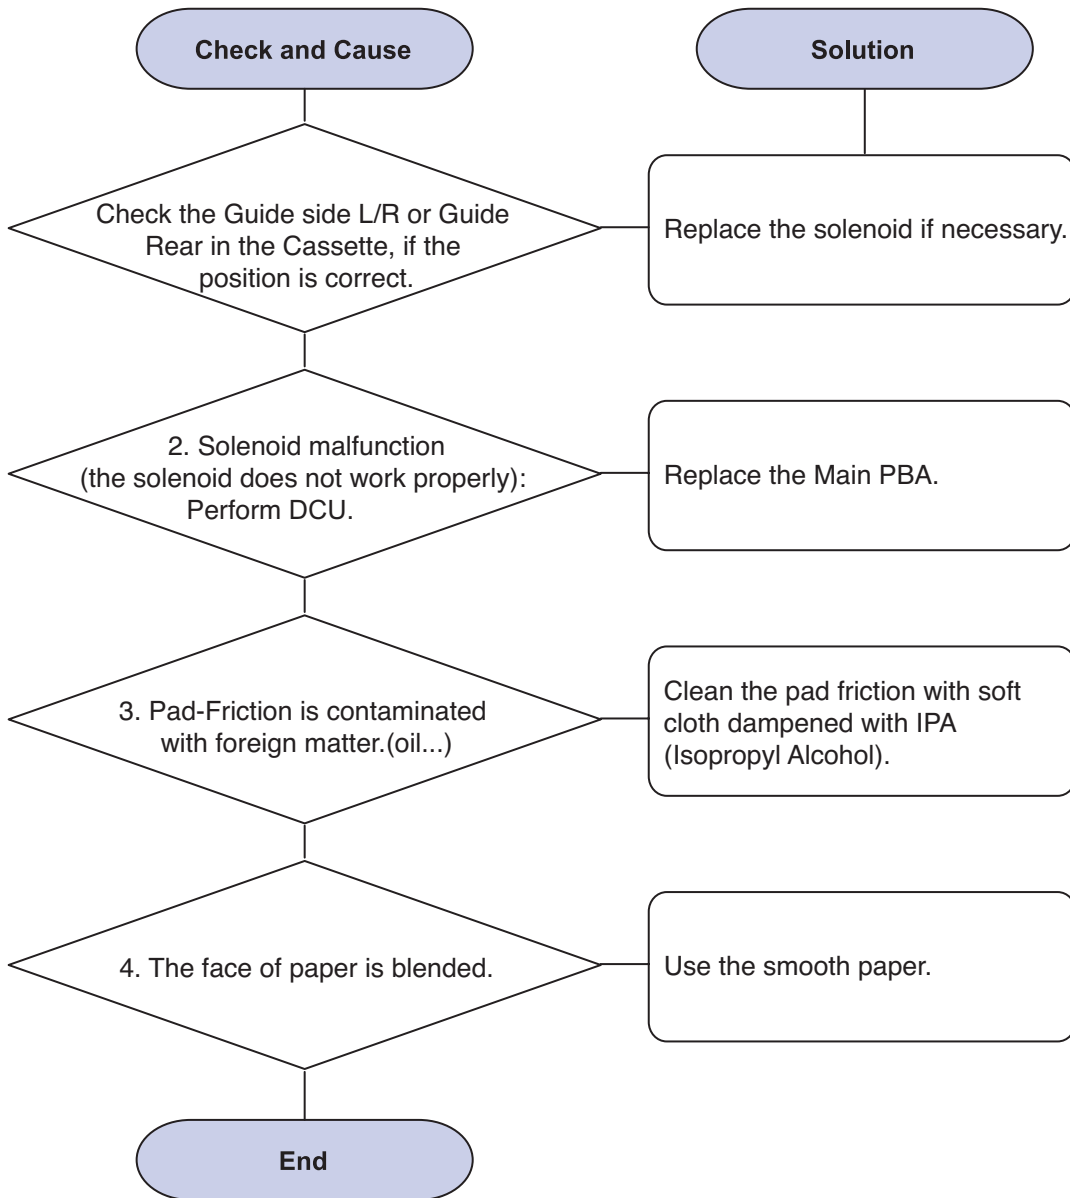 Check and Cause
Solution
Check the Guide side L/R or Guide
Rear in the Cassette, if the
position is correct.
Replace the solenoid if necessary.
2. Solenoid malfunction
(the solenoid does not work properly):
Perform DCU.
Replace the Main PBA.
3. Pad-Friction is contaminated
with foreign matter.(oil...)
Clean the pad friction with soft
cloth dampened with IPA
(Isopropyl Alcohol).
4. The face of paper is blended.
Use the smooth paper.
End